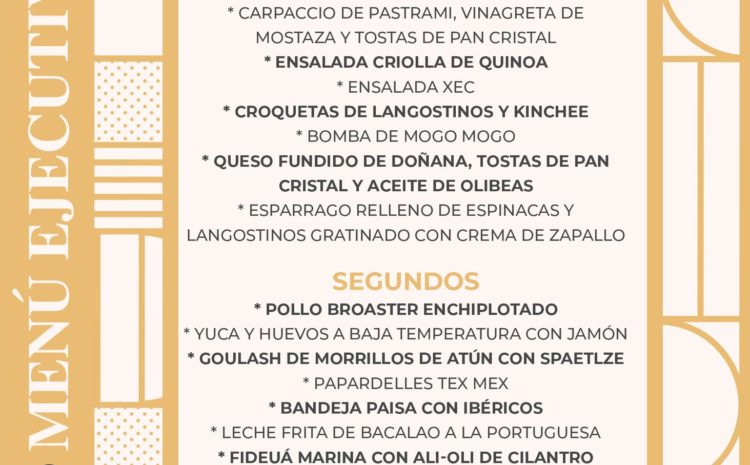 MENÚ EJECUTIV
* CARPACCIO DE PASTRAMI, VINAGRETA DE
MOSTAZA Y TOSTAS DE PAN CRISTAL
* ENSALADA CRIOLLA DE QUINOA
* ENSALADA XEC
* CROQUETAS DE LANGOSTINOS Y KINCHEE
* BOMBA DE MOGO MOGO
* QUESO FUNDIDO DE DOÑANA, TOSTAS DE PAN
CRISTAL Y ACEITE DE OLIBEAS
* ESPARRAGO RELLENO DE ESPINACAS Y
LANGOSTINOS GRATINADO CON CREMA DE ZAPALLO
SEGUNDOS
* POLLO BROASTER ENCHIPLOTADO
* YUCA Y HUEVOS A BAJA TEMPERATURA CON JAMÓN
* GOULASH DE MORRILLOS DE ATÚN CON SPAETLZE
* PAPARDELLES TEX MEX
* BANDEJA PAISA CON IBÉRICOS
* LECHE FRITA DE BACALAO A LA PORTUGUESA
* FIDEUÁ MARINA CON ALI-OLI DE CILANTRO